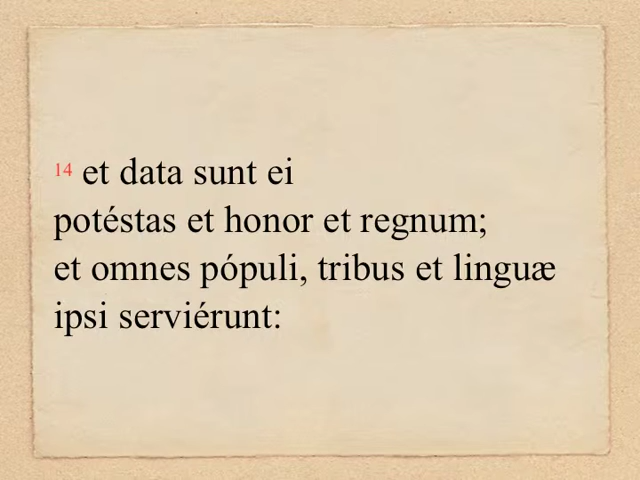 14 et data sunt ei
potéstas et honor et regnum;
et omnes pópuli, tribus et linguæ
ipsi serviérunt: